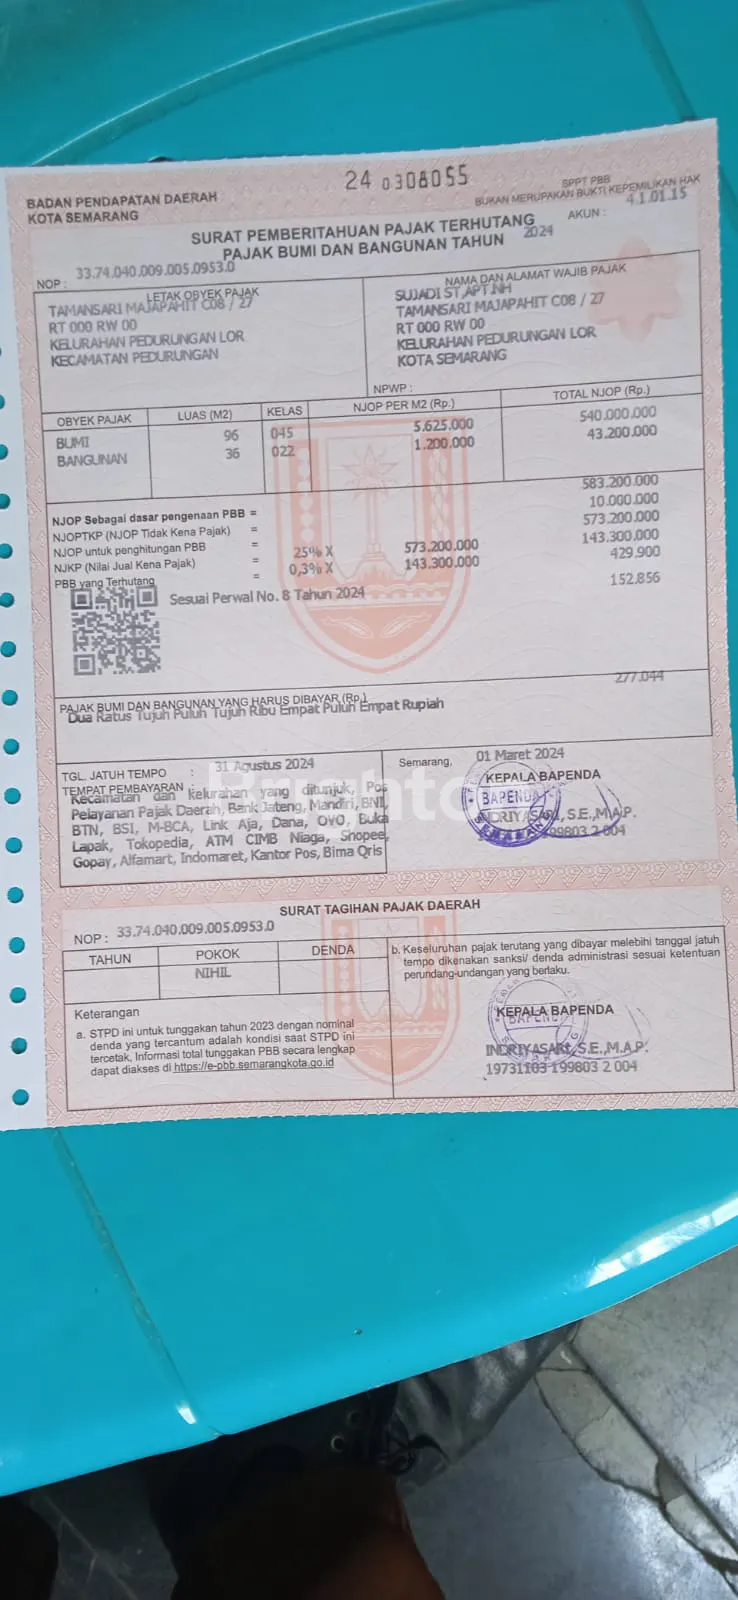 24 0308055
BADAN PENDAPATAN DAERAH
KOTA SEMARANG
SPPT PBB
BUKAN MERUPAKAN BUKTI KEPEMILIKAN HAK
AKUN : 4.1.01.15
SURAT PEMBERITAHUAN PAJAK TERHUTANG
PAJAK BUMI DAN BANGUNAN TAHUN 2024
NOP : 33.74.040.009.005.0953.0
LETAK OBYEK PAJAK
TAMANSARI MAJAPAHIT C08 / 27
RT 000 RW 00
KELURAHAN PEDURUNGAN LOR
KECAMATAN PEDURUNGAN
NAMA DAN ALAMAT WAJIB PAJAK
SUJADI ST,APT.NH
TAMANSARI MAJAPAHIT C08 / 27
RT 000 RW 00
KELURAHAN PEDURUNGAN LOR
KOTA SEMARANG
NPWP :
OBYEK PAJAK LUAS (M2) KELAS NJOP PER M2 (Rp.) TOTAL NJOP (Rp.)
BUMI 96 045 5.625.000 540.000.000
BANGUNAN 36 022 1.200.000 43.200.000
NJOP Sebagai dasar pengenaan PBB = 583.200.000
NJOPTKP (NJOP Tidak Kena Pajak) = 10.000.000
NJOP untuk penghitungan PBB = 573.200.000
NJKP (Nilai Jual Kena Pajak) = 25% X 573.200.000 143.300.000
PBB yang Terhutang = 0,3% X 143.300.000 429.900
Sesuai Perwal No. 8 Tahun 2024 152.856
PAJAK BUMI DAN BANGUNAN YANG HARUS DIBAYAR (Rp.) 277.044
Dua Ratus Tujuh Puluh Tujuh Ribu Empat Puluh Empat Rupiah
TGL. JATUH TEMPO : 31 Agustus 2024
TEMPAT PEMBAYARAN :
Kecamatan dan kelurahan yang ditunjuk, Pos
Pelayanan Pajak Daerah, Bank Jateng, Mandiri, BNI,
BTN, BSI, M-BCA, Link Aja, Dana, OVO, Buka
Lapak, Tokopedia, ATM CIMB Niaga, Shopee,
Gopay, Alfamart, Indomaret, Kantor Pos, Bima Qris
Semarang, 01 Maret 2024
KEPALA BAPENDA
BAPENDA
SEMARANG
INDRIYASARI, S.E.,M.A.P.
199803 2 004
Brighton
SURAT TAGIHAN PAJAK DAERAH
NOP : 33.74.040.009.005.0953.0
TAHUN POKOK DENDA
NIHIL
Keterangan
a. STPD ini untuk tunggakan tahun 2023 dengan nominal
denda yang tercantum adalah kondisi saat STPD ini
tercetak, Informasi total tunggakan PBB secara lengkap
dapat diakses di https://e-pbb.semarangkota.go.id
b. Keseluruhan pajak terutang yang dibayar melebihi tanggal jatuh
tempo dikenakan sanksi/ denda administrasi sesuai ketentuan
perundang-undangan yang berlaku.
KEPALA BAPENDA
BAPENDA
INDRIYASARI, S.E.,M.A.P.
19731103 199803 2 004